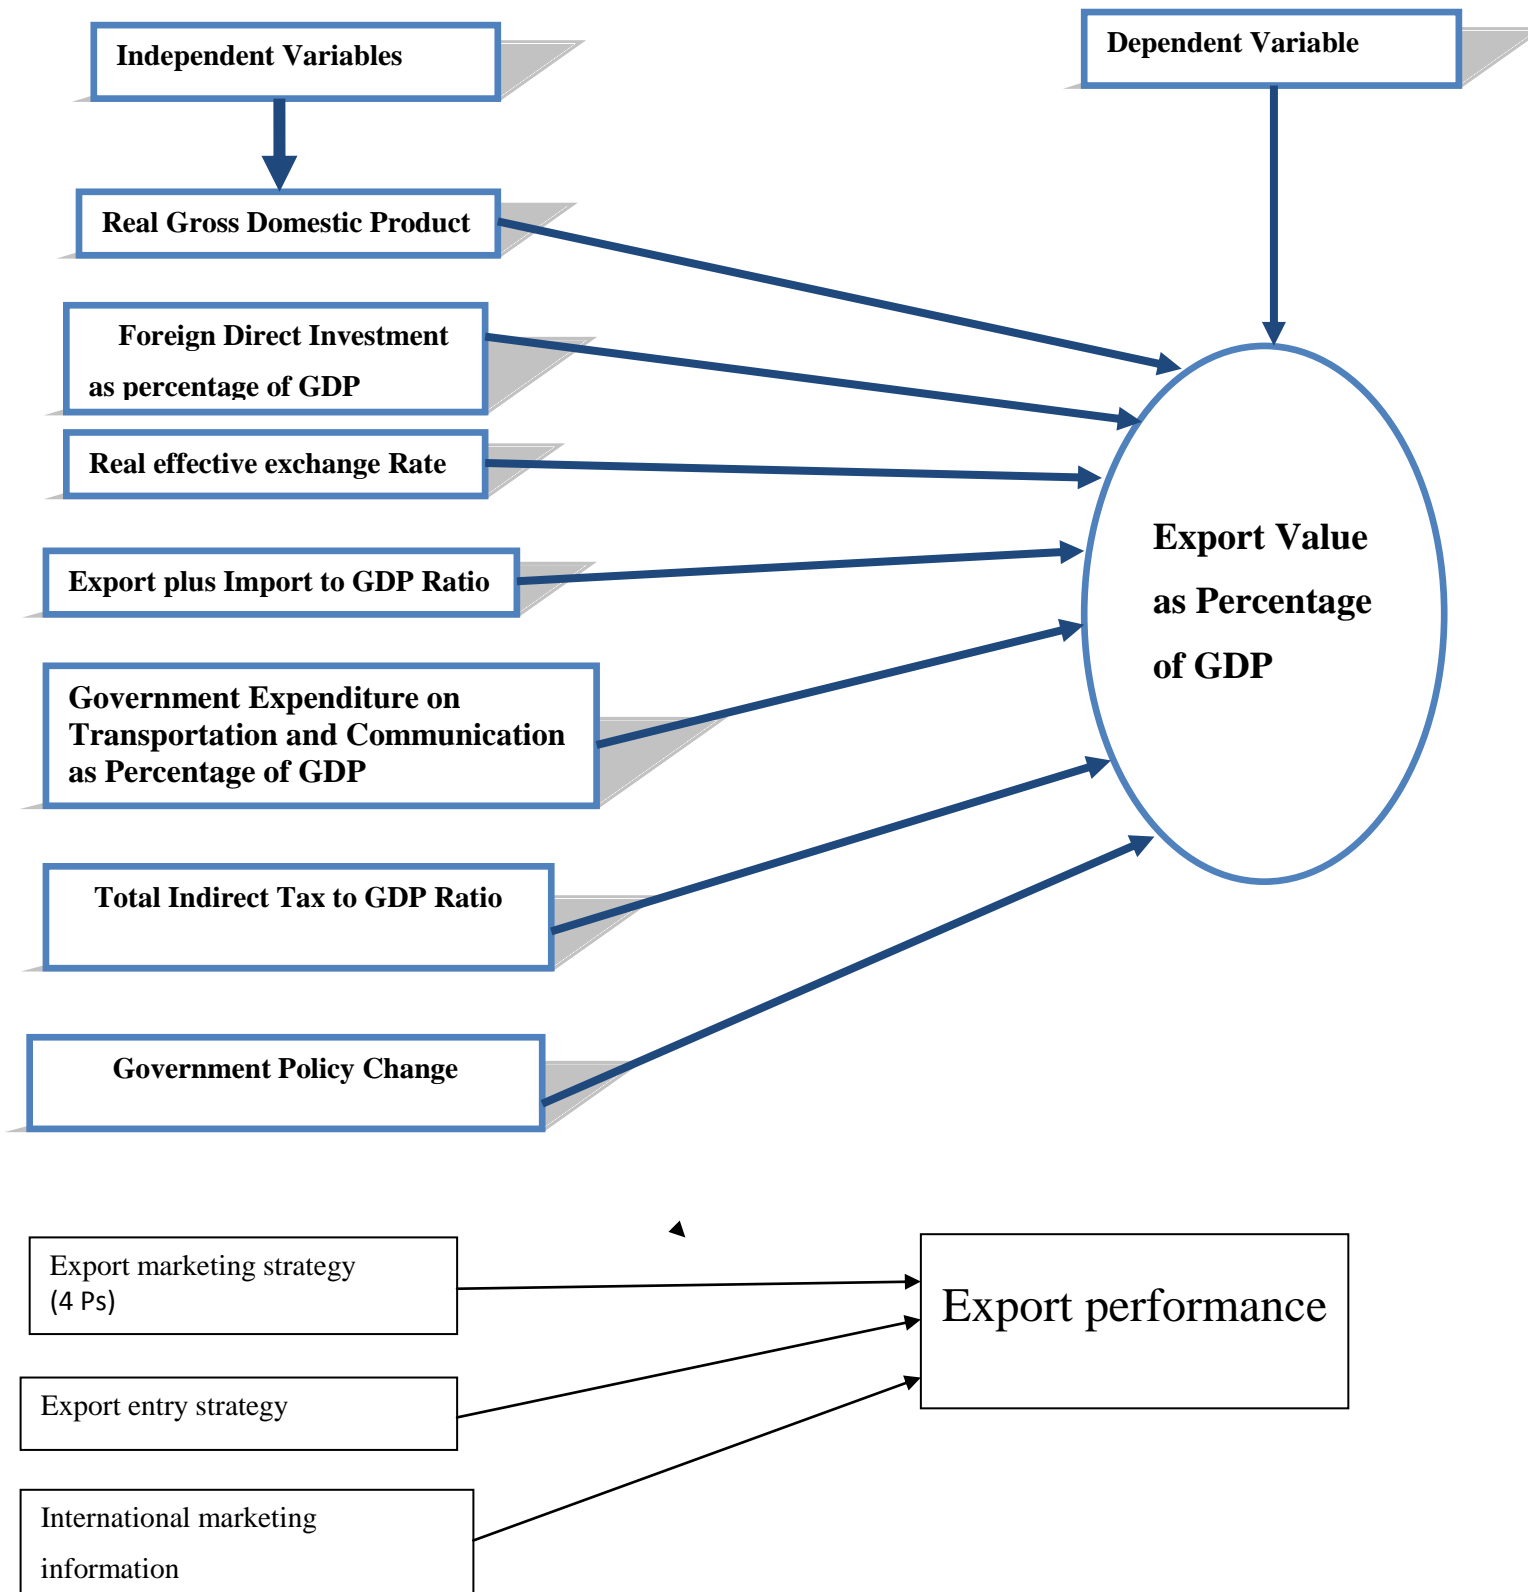 Independent Variables
Dependent Variable
Real Gross Domestic Product
Foreign Direct Investment
as percentage of GDP
Real effective exchange Rate
Export plus Import to GDP Ratio
Government Expenditure on
Transportation and Communication
as Percentage of GDP
Total Indirect Tax to GDP Ratio
Government Policy Change
Export Value
as Percentage
of GDP
Export marketing strategy
(4 Ps)
Export entry strategy
International marketing
information
Export performance